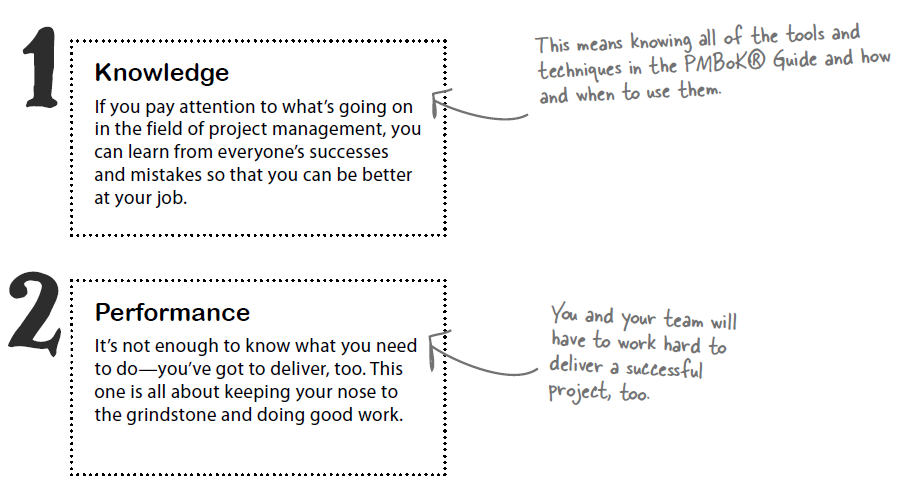 1
Knowledge
If you pay attention to what's going on
in the field of project management, you
can learn from everyone's successes
and mistakes so that you can be better
at your job.
This means knowing all of the tools and
techniques in the PMBoK® Guide and how
and when to use them.
2
Performance
It's not enough to know what you need
to do—you've got to deliver, too. This
one is all about keeping your nose to
the grindstone and doing good work.
You and your team will
have to work hard to
deliver a successful
project, too.